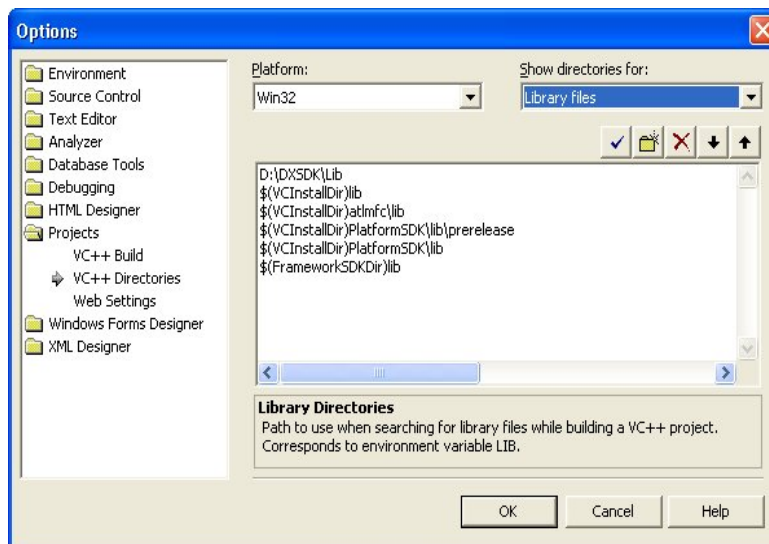 Options
Environment
Source Control
Text Editor
Analyzer
Database Tools
Debugging
HTML Designer
Projects
VC++ Build
VC++ Directories
Web Settings
Windows Forms Designer
XML Designer
Platform:
Win32
Show directories for:
Library files
D:\DXSDK\Lib
$(VCInstallDir)lib
$(VCInstallDir)atlmfc\lib
$(VCInstallDir)PlatformSDK\lib\prerelease
$(VCInstallDir)PlatformSDK\lib
$(FrameworkSDKDir)lib
Library Directories
Path to use when searching for library files while building a VC++ project.
Corresponds to environment variable LIB.
OK
Cancel
Help